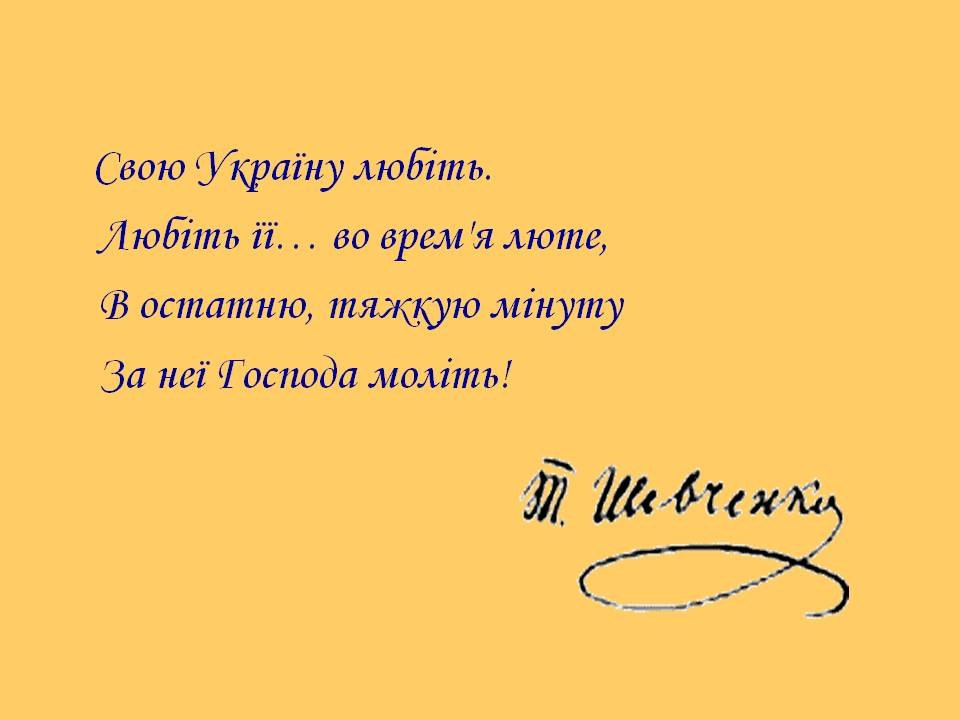 Свою Україну любіть.
Любіть її… во врем'я люте,
В остатню, тяжкую мінуту
За неї Господа моліть!
Т. Шевченко